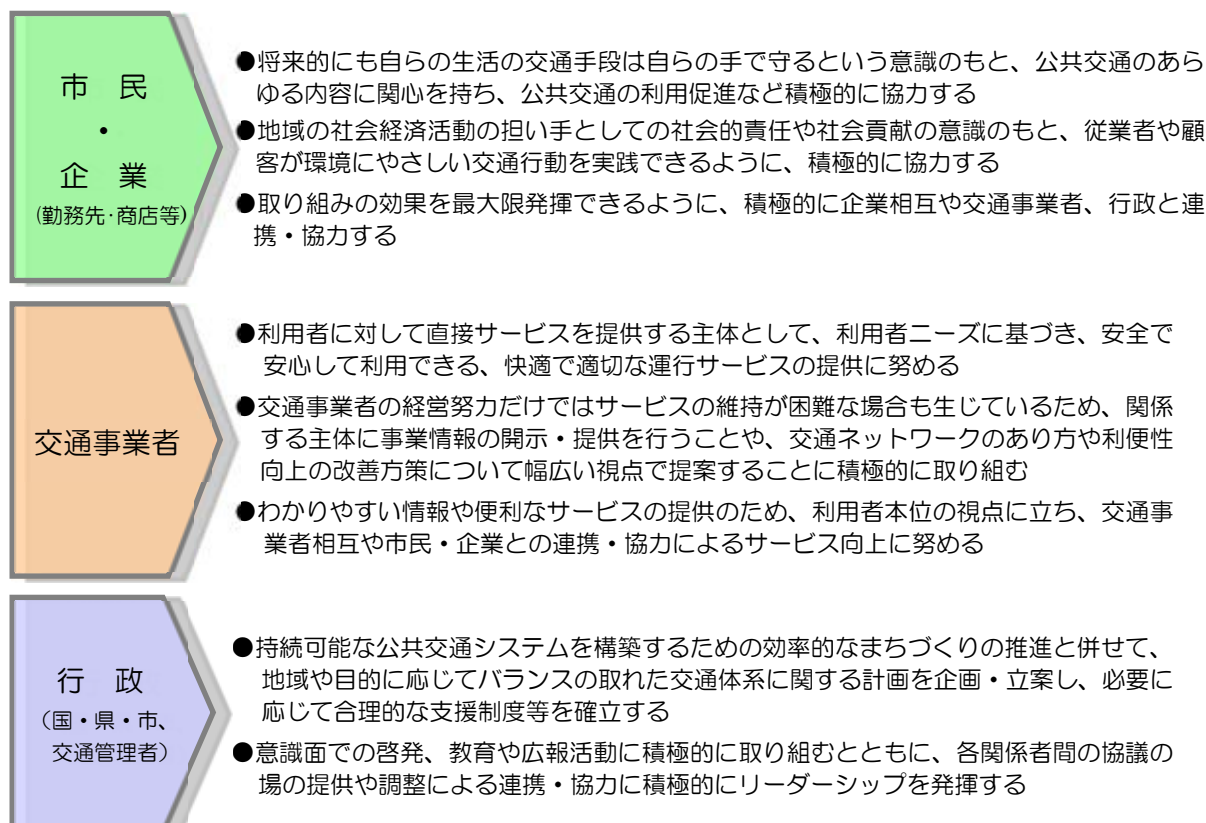 市　民
・
企　業
(勤務先･商店等)
●将来的にも自らの生活の交通手段は自らの手で守るという意識のもと、公共交通のあら
ゆる内容に関心を持ち、公共交通の利用促進など積極的に協力する
●地域の社会経済活動の担い手としての社会的責任や社会貢献の意識のもと、従業者や顧
客が環境にやさしい交通行動を実践できるように、積極的に協力する
●取り組みの効果を最大限発揮できるように、積極的に企業相互や交通事業者、行政と連
携・協力する
交通事業者
●利用者に対して直接サービスを提供する主体として、利用者ニーズに基づき、安全で
安心して利用できる、快適で適切な運行サービスの提供に努める
●交通事業者の経営努力だけではサービスの維持が困難な場合も生じているため、関係
する主体に事業情報の開示・提供を行うことや、交通ネットワークのあり方や利便性
向上の改善方策について幅広い視点で提案することに積極的に取り組む
●わかりやすい情報や便利なサービスの提供のため、利用者本位の視点に立ち、交通事
業者相互や市民・企業との連携・協力によるサービス向上に努める
行　政
（国・県・市、
交通管理者）
●持続可能な公共交通システムを構築するための効率的なまちづくりの推進と併せて、
地域や目的に応じてバランスの取れた交通体系に関する計画を企画・立案し、必要に
応じて合理的な支援制度等を確立する
●意識面での啓発、教育や広報活動に積極的に取り組むとともに、各関係者間の協議の
場の提供や調整による連携・協力に積極的にリーダーシップを発揮する